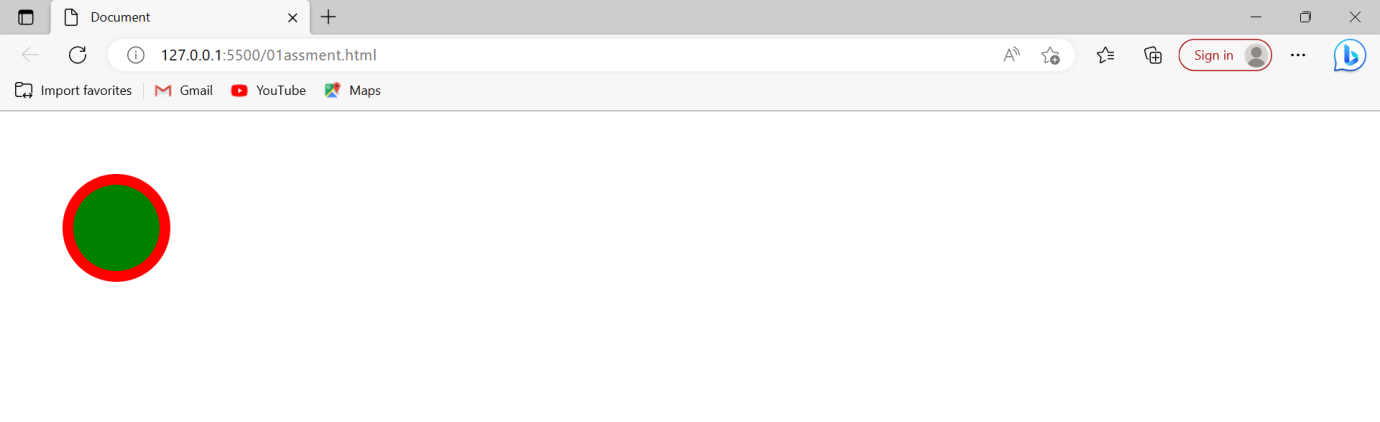 Document
127.0.0.1:5500/01assment.html
A
Sign in
Import favorites
Gmail
YouTube
Maps